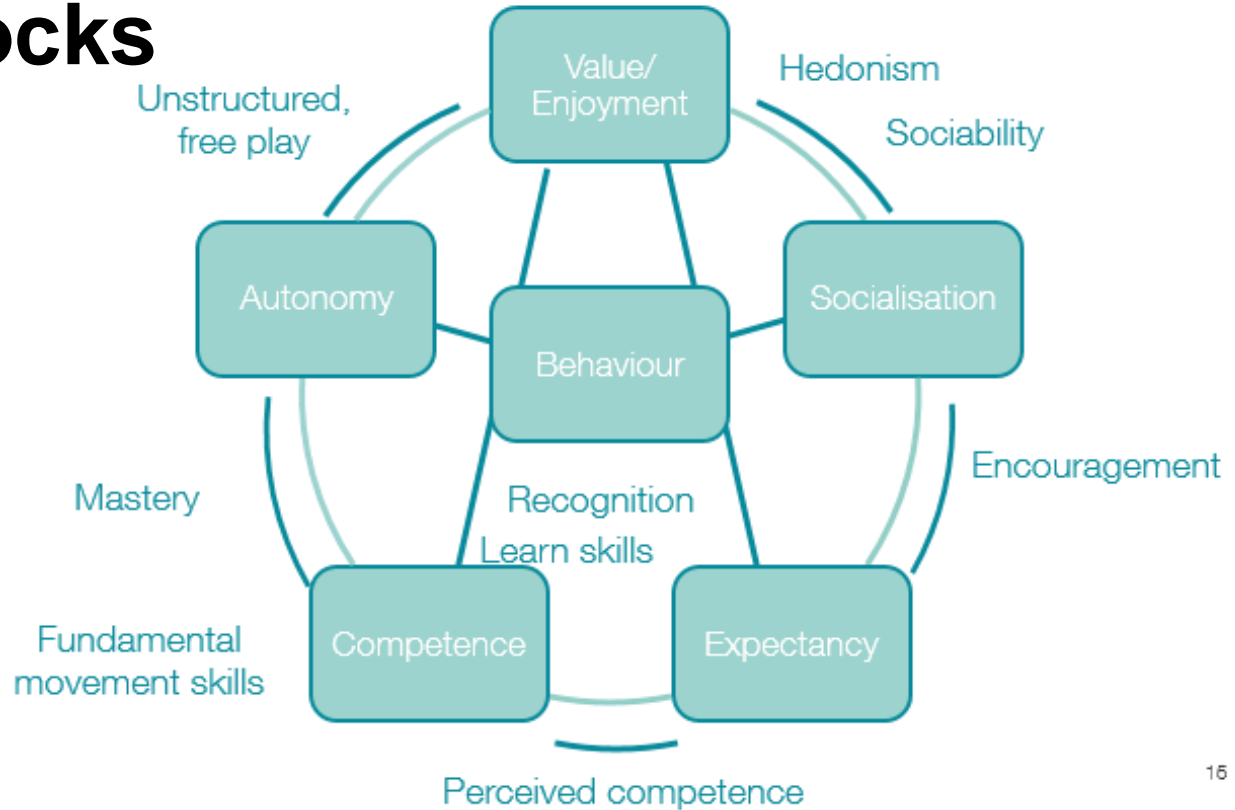 ocks
Value/
Enjoyment
Hedonism
Sociability
Unstructured,
free play
Autonomy
Socialisation
Behaviour
Encouragement
Mastery
Recognition
Learn skills
Fundamental
movement skills
Competence
Expectancy
Perceived competence
15